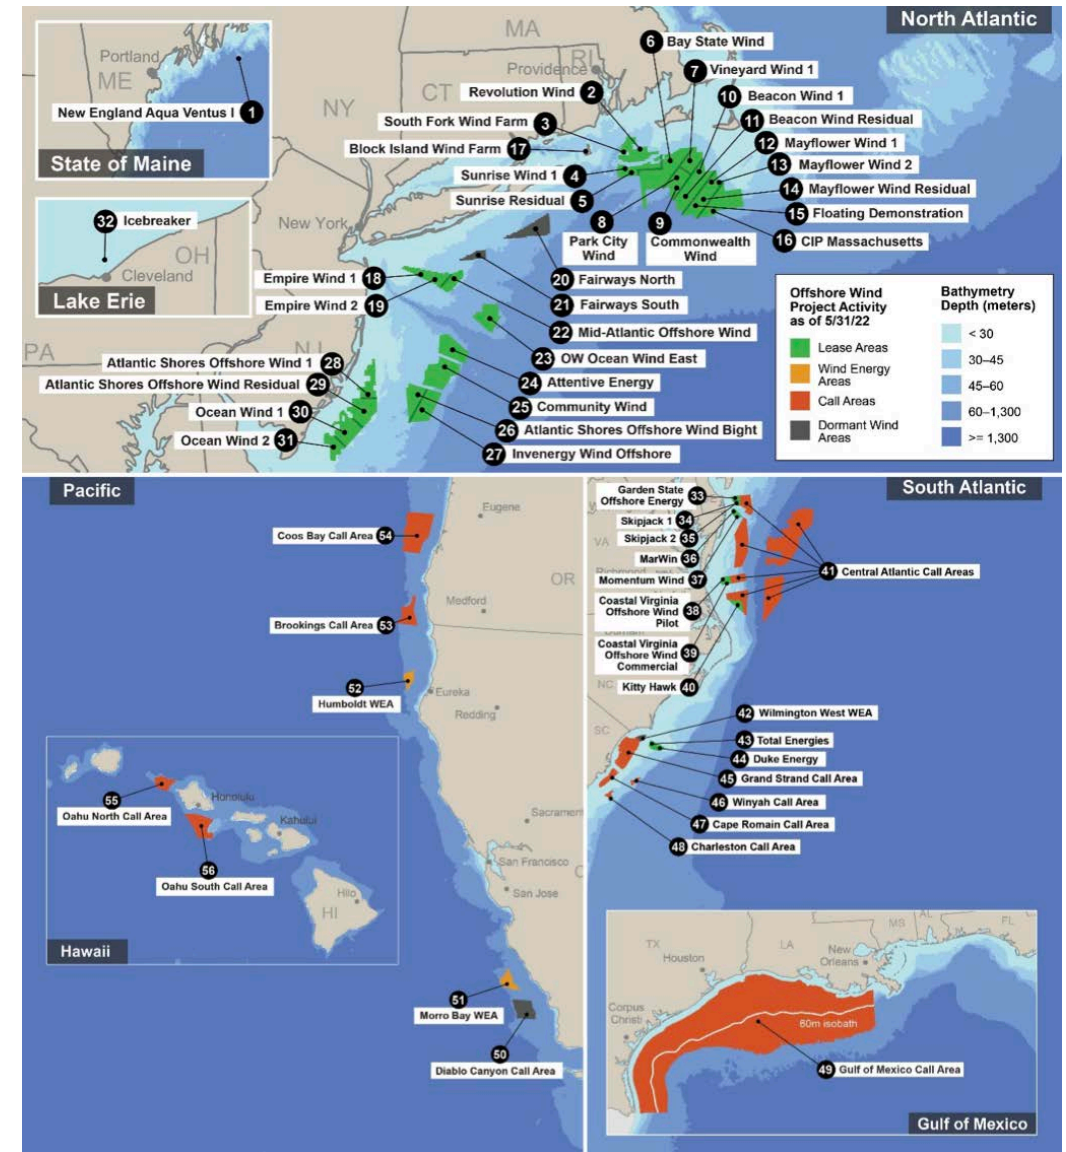 North Atlantic
MA
RI
Providence
CT
NY
New York
NJ
PA
Portland
ME
New England Aqua Ventus I 1
State of Maine
32 Icebreaker
OH
Cleveland
Lake Erie
6 Bay State Wind
7 Vineyard Wind 1
Revolution Wind 2
10 Beacon Wind 1
South Fork Wind Farm 3
11 Beacon Wind Residual
Block Island Wind Farm 17
12 Mayflower Wind 1
Sunrise Wind 1 4
13 Mayflower Wind 2
Sunrise Residual 5
14 Mayflower Wind Residual
15 Floating Demonstration
8
Park City
Wind
9
Commonwealth
Wind
16 CIP Massachusetts
Empire Wind 1 18
20 Fairways North
Empire Wind 2 19
21 Fairways South
22 Mid-Atlantic Offshore Wind
23 OW Ocean Wind East
Atlantic Shores Offshore Wind 1 28
24 Attentive Energy
Atlantic Shores Offshore Wind Residual 29
25 Community Wind
Ocean Wind 1 30
26 Atlantic Shores Offshore Wind Bight
Ocean Wind 2 31
27 Invenergy Wind Offshore
Offshore Wind
Project Activity
as of 5/31/22
Lease Areas
Wind Energy
Areas
Call Areas
Dormant Wind
Areas
Bathymetry
Depth (meters)
< 30
30–45
45–60
60–1,300
>= 1,300
Pacific
Eugene
Coos Bay Call Area 54
OR
Medford
Brookings Call Area 53
52
Humboldt WEA
Eureka
Redding
Sacramen
San Francisco
C
San Jose
51
Morro Bay WEA
50
Diablo Canyon Call Area
55
Oahu North Call Area
Honolulu
Kahului
56
Oahu South Call Area
Hilo
HI
Hawaii
South Atlantic
Garden State
Offshore Energy 33
Skipjack 1 34
VA
Skipjack 2 35
MarWin 36
Momentum Wind 37
41 Central Atlantic Call Areas
Coastal Virginia
Offshore Wind 38
Pilot
Coastal Virginia
Offshore Wind 39
Commercial
NC
Kitty Hawk 40
SC
42 Wilmington West WEA
43 Total Energies
44 Duke Energy
45 Grand Strand Call Area
46 Winyah Call Area
47 Cape Romain Call Area
48 Charleston Call Area
TX
LA
MS
AL
FL
Houston
New
Orleans
Corpus
Christi
60m isobath
49 Gulf of Mexico Call Area
Gulf of Mexico